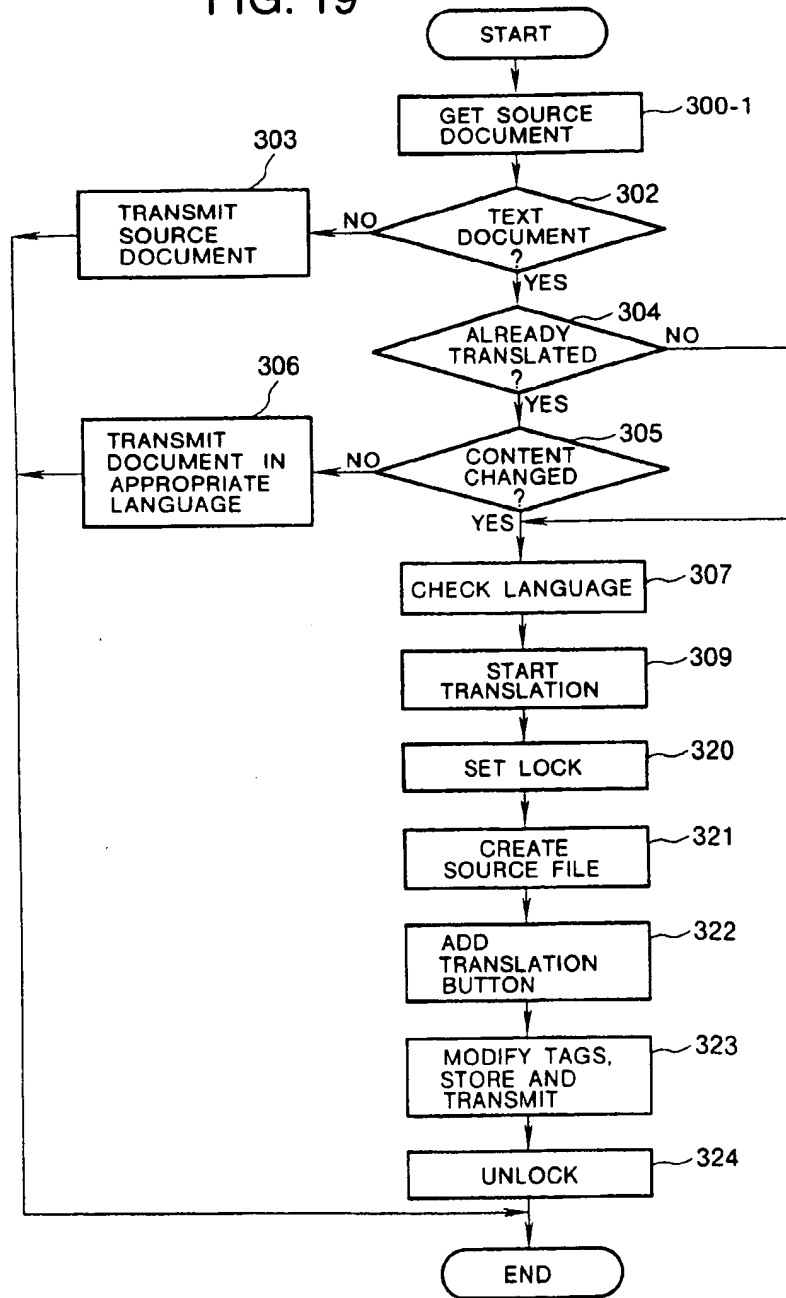 FIG. 19
START
GET SOURCE
DOCUMENT
300-1
303
TRANSMIT
SOURCE
DOCUMENT
NO
302
TEXT
DOCUMENT
?
YES
304
ALREADY
TRANSLATED
?
NO
YES
306
TRANSMIT
DOCUMENT IN
APPROPRIATE
LANGUAGE
NO
305
CONTENT
CHANGED
?
YES
CHECK LANGUAGE
307
START
TRANSLATION
309
SET LOCK
320
CREATE
SOURCE FILE
321
ADD
TRANSLATION
BUTTON
322
MODIFY TAGS,
STORE AND
TRANSMIT
323
UNLOCK
324
END